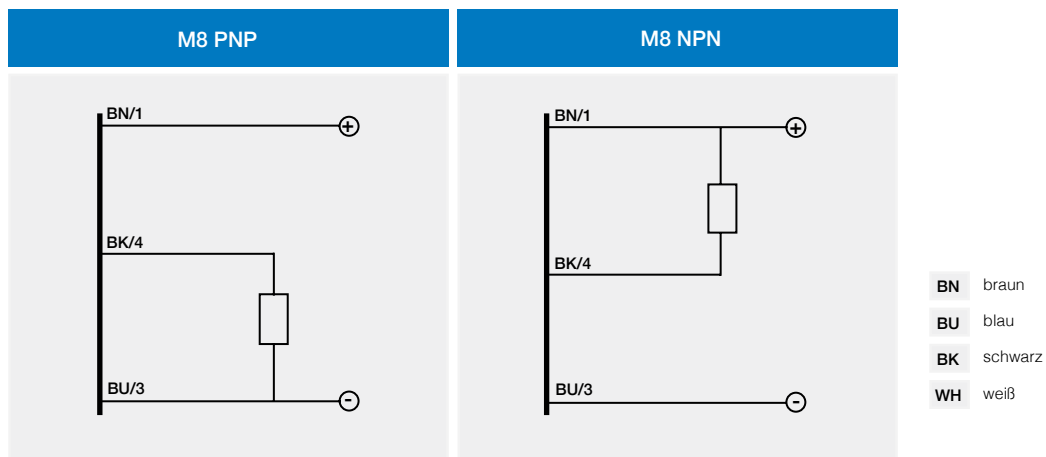 M8 PNP
BN/1
+
BK/4
BU/3
-
M8 NPN
BN/1
+
BK/4
BU/3
-
BN braun
BU blau
BK schwarz
WH weiß